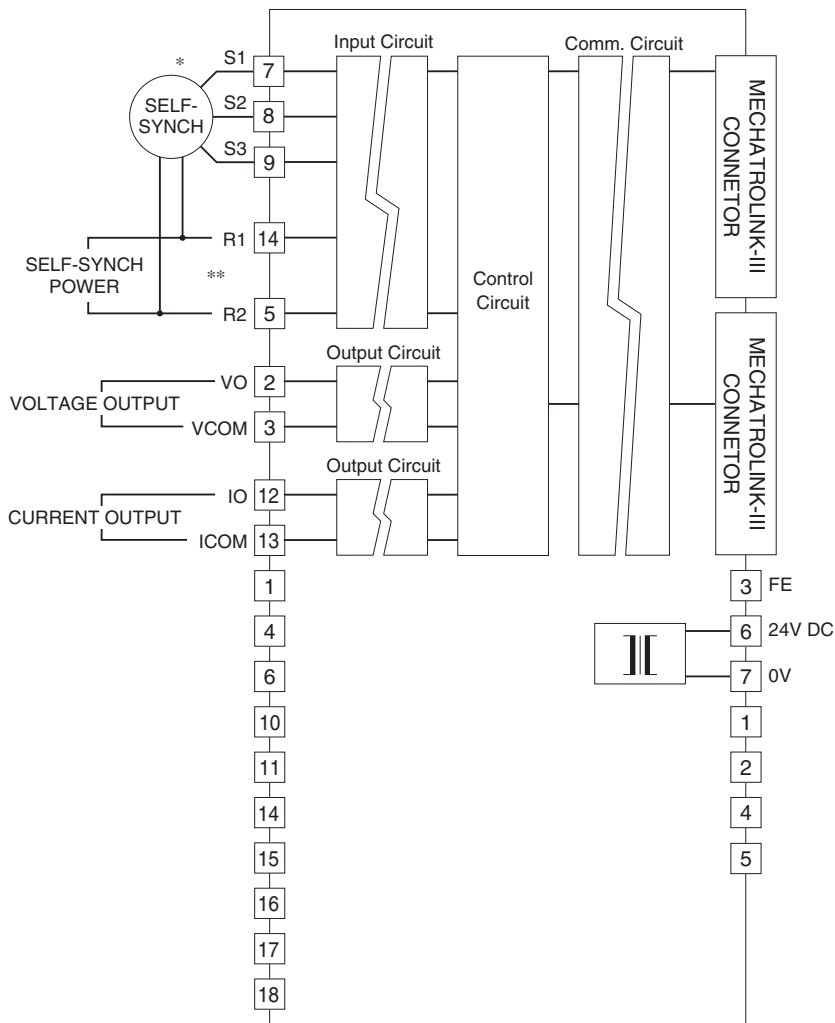 Input Circuit
Comm. Circuit
*
SELF-
SYNCH
S1
7
S2
8
S3
9
R1
14
SELF-SYNCH
POWER
**
R2
5
Control
Circuit
MECHATROLINK-III
CONNETOR
Output Circuit
VO
2
VOLTAGE OUTPUT
VCOM
3
MECHATROLINK-III
CONNETOR
Output Circuit
IO
12
CURRENT OUTPUT
ICOM
13
1
4
6
10
11
14
15
16
17
18
3
FE
6
24V DC
7
0V
1
2
4
5